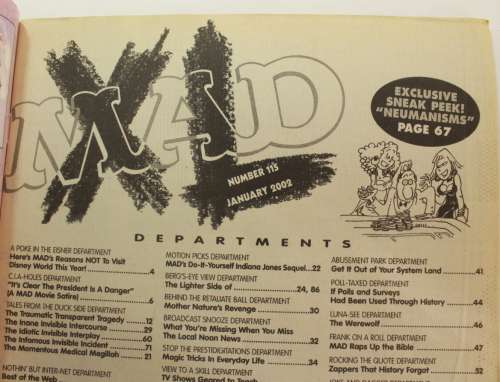 MAD
XL
NUMBER 115
JANUARY 2002
EXCLUSIVE
SNEAK PEEK!
"NEUMANISMS"
PAGE 67
DEPARTMENTS
A POKE IN THE EISNER DEPARTMENT
Here's MAD's Reasons NOT To Visit
Disney World This Year! 4
C.I.A-HOLES DEPARTMENT
"It's Clear The President Is A Danger"
(A MAD Movie Satire) 6
TALES FROM THE DUCK SIDE DEPARTMENT
The Traumatic Transparent Tragedy 12
The Inane Invisible Intercourse 29
The Idiotic Invisible Interplay 60
The Infamous Invisible Incident 71
The Momentous Medical Magilloh 21
NOTHIN' BUT INTER-NET DEPARTMENT
Best of the Web
MOTION PICKS DEPARTMENT
MAD's Do-It-Yourself Indiana Jones Sequel...22
BERG'S-EYE VIEW DEPARTMENT
The Lighter Side of 24, 86
BEHIND THE RETALIATE BALL DEPARTMENT
Mother Nature's Revenge 30
BROADCAST SNOOZE DEPARTMENT
What You're Missing When You Miss
The Local Noon News 32
STOP THE PRESTIDIGITATIONS DEPARTMENT
Magic Tricks In Everyday Life 34
VIEW TO A SKILL DEPARTMENT
TV Shows Geared to Teach
ABUSEMENT PARK DEPARTMENT
Get It Out of Your System Land 41
POLL-TAXED DEPARTMENT
If Polls and Surveys
Had Been Used Through History 44
LUNA-SEE DEPARTMENT
The Werewolf 46
FRANK ON A ROLL DEPARTMENT
MAD Raps Up the Bible 47
ROCKING THE QUOTE DEPARTMENT
Zappers That History Forgot 52